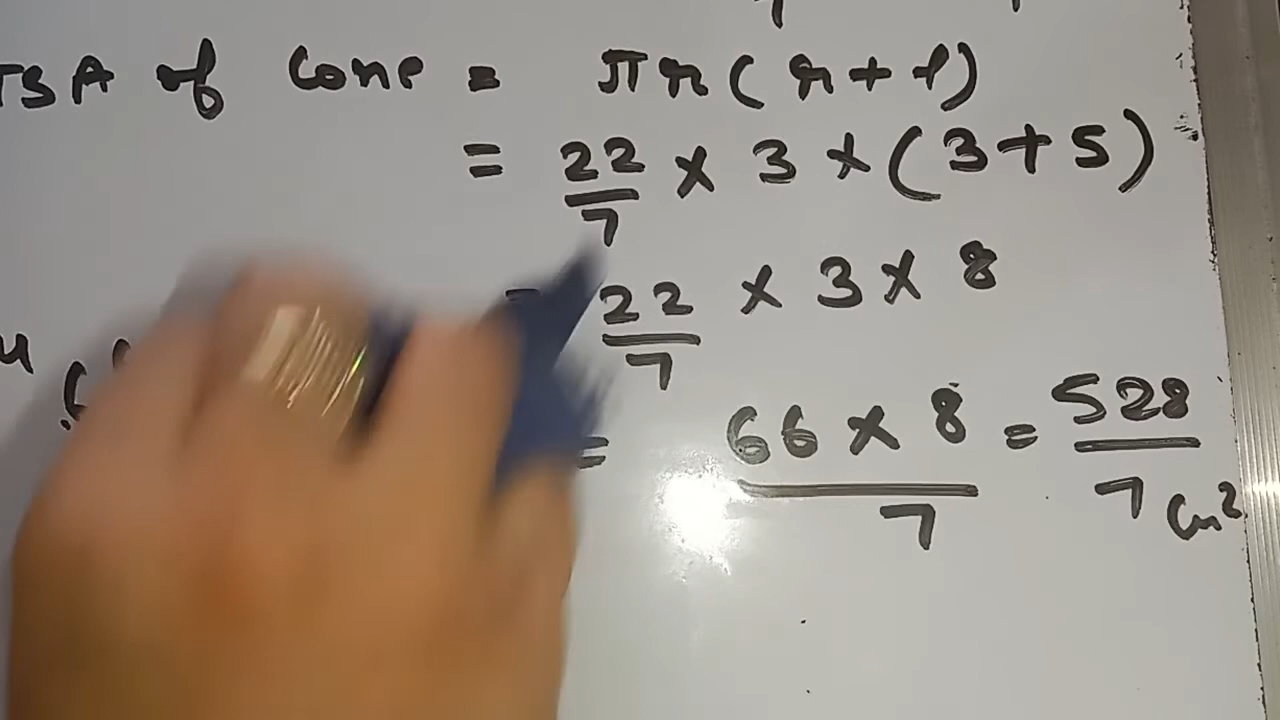 TSA of Cone = πr(r+l)
= 22/7 × 3 × (3+5)
= 22/7 × 3 × 8
= 66 × 8/7 = 528/7 cm²